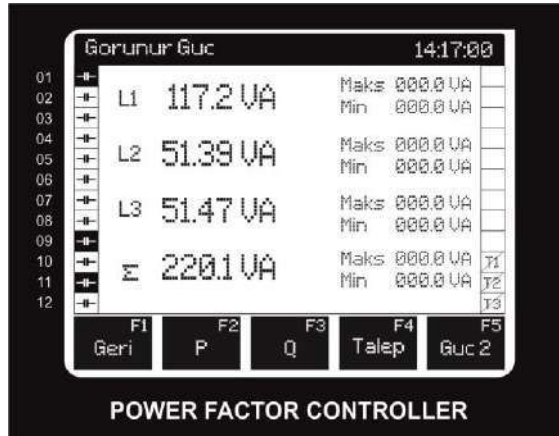 Gorunur Guc 14:17:00
01
02
03
04
05
06
07
08
09
10
11
12
L1 117.2 VA Maks 000.0 VA
Min 000.0 VA
L2 51.39 VA Maks 000.0 VA
Min 000.0 VA
L3 51.47 VA Maks 000.0 VA
Min 000.0 VA
Σ 220.1 VA Maks 000.0 VA
Min 000.0 VA
T1
T2
T3
F1 F2 F3 F4 F5
Geri P Q Talep Guc 2
POWER FACTOR CONTROLLER